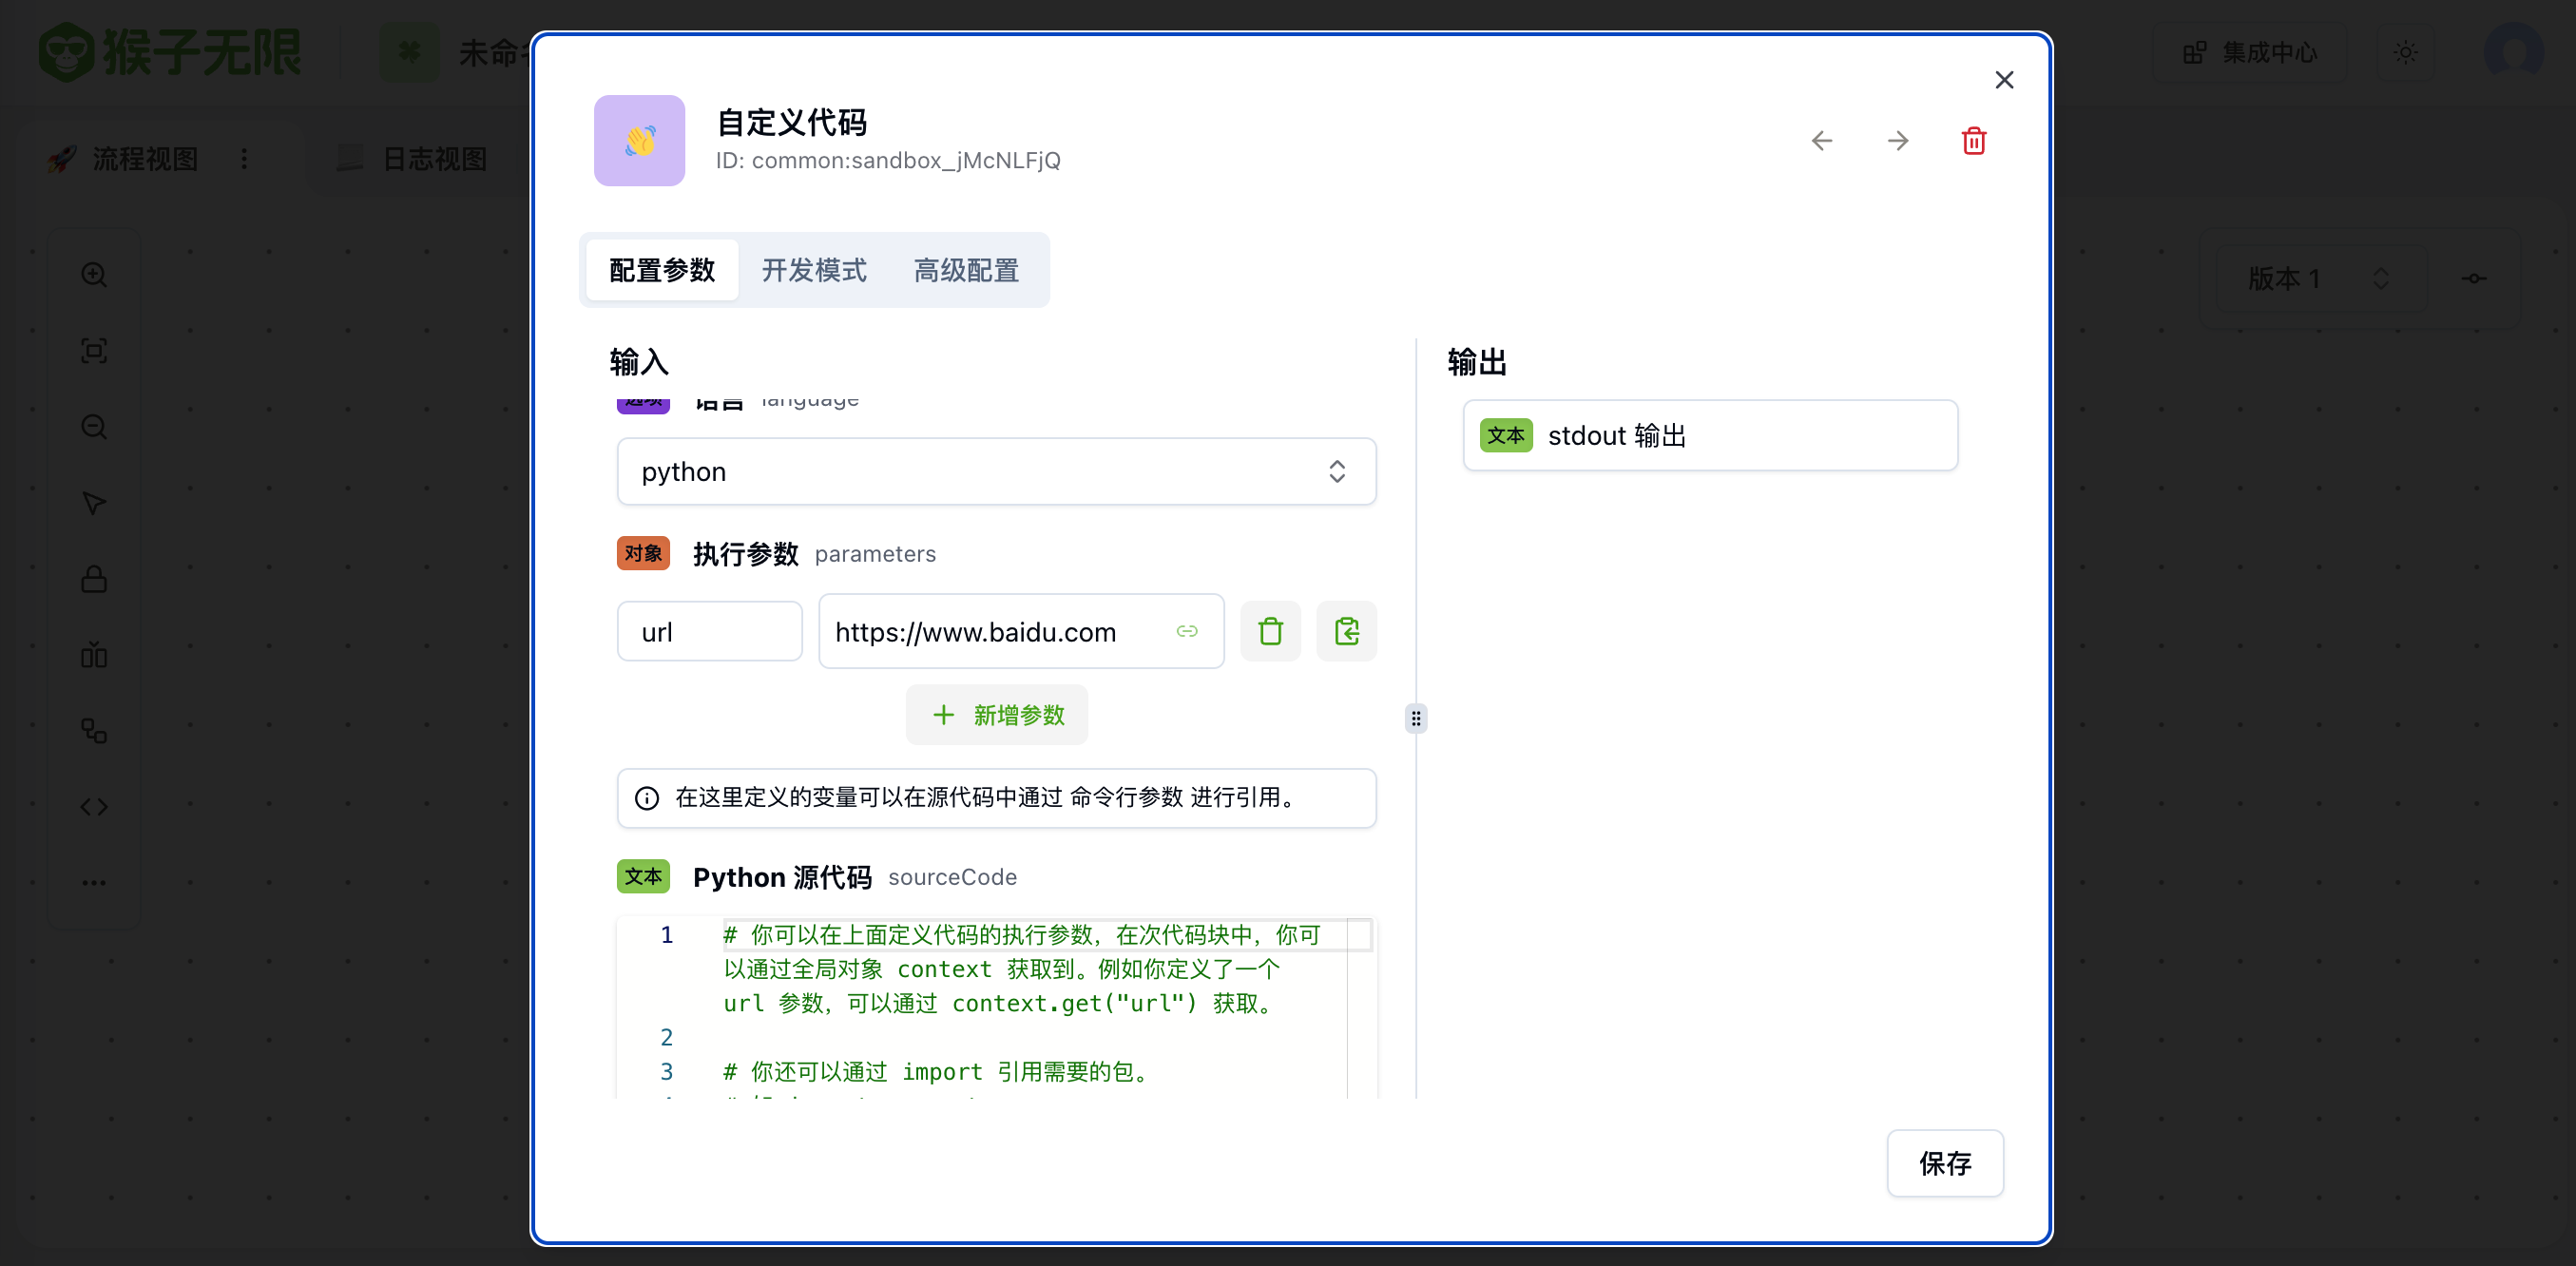 猴子无限
未命
集成中心
流程视图
日志视图
版本 1
自定义代码
ID: common:sandbox_jMcNLFjQ
配置参数
开发模式
高级配置
输入
选项 语言 language
python
对象 执行参数 parameters
url
https://www.baidu.com
新增参数
在这里定义的变量可以在源代码中通过 命令行参数 进行引用。
文本 Python 源代码 sourceCode
1 # 你可以在上面定义代码的执行参数，在次代码块中，你可
以通过全局对象 context 获取到。例如你定义了一个
url 参数，可以通过 context.get("url") 获取。
2
3 # 你还可以通过 import 引用需要的包。
输出
文本 stdout 输出
保存